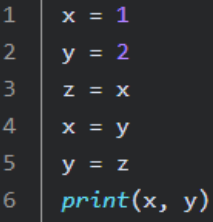 1 x = 1
2 y = 2
3 z = x
4 x = y
5 y = z
6 print(x, y)